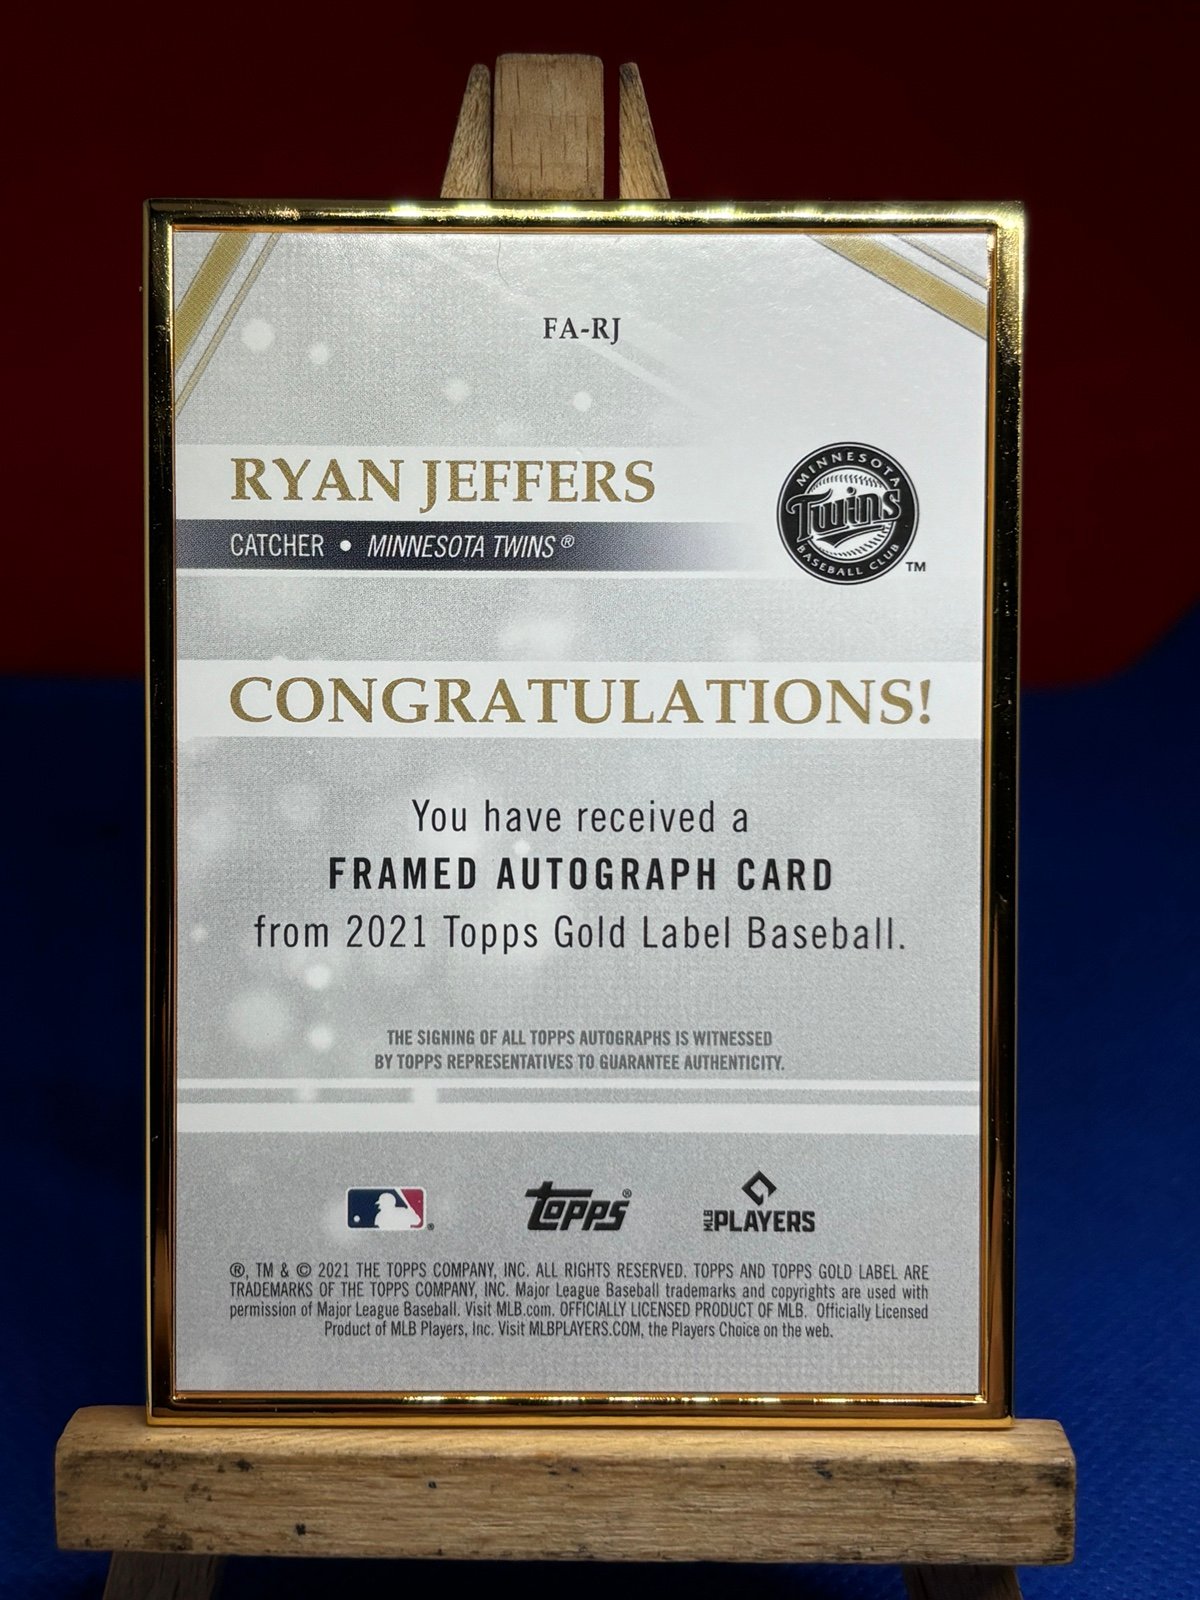 FA-RJ
RYAN JEFFERS
CATCHER • MINNESOTA TWINS®
MINNESOTA
Twins
BASEBALL CLUB
TM
CONGRATULATIONS!
You have received a
FRAMED AUTOGRAPH CARD
from 2021 Topps Gold Label Baseball.
THE SIGNING OF ALL TOPPS AUTOGRAPHS IS WITNESSED
BY TOPPS REPRESENTATIVES TO GUARANTEE AUTHENTICITY.
®
Topps®
MLB PLAYERS
®, TM & © 2021 THE TOPPS COMPANY, INC. ALL RIGHTS RESERVED. TOPPS AND TOPPS GOLD LABEL ARE
TRADEMARKS OF THE TOPPS COMPANY, INC. Major League Baseball trademarks and copyrights are used with
permission of Major League Baseball. Visit MLB.com. OFFICIALLY LICENSED PRODUCT OF MLB. Officially Licensed
Product of MLB Players, Inc. Visit MLBPLAYERS.COM, the Players Choice on the web.